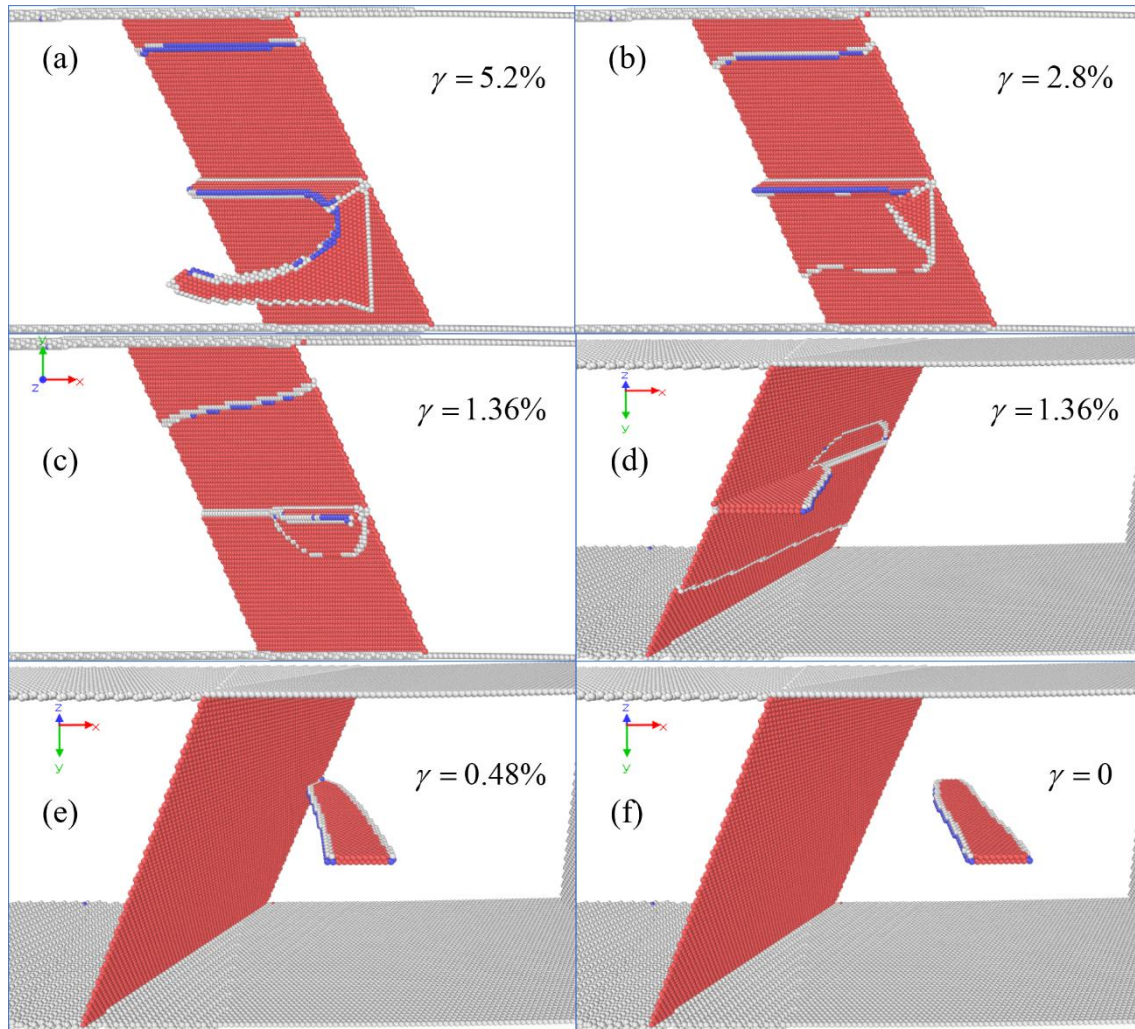 (a)
γ = 5.2%
(b)
γ = 2.8%
y
z x
(c)
γ = 1.36%
z
x
y
(d)
γ = 1.36%
z
x
y
(e)
γ = 0.48%
z
x
y
(f)
γ = 0